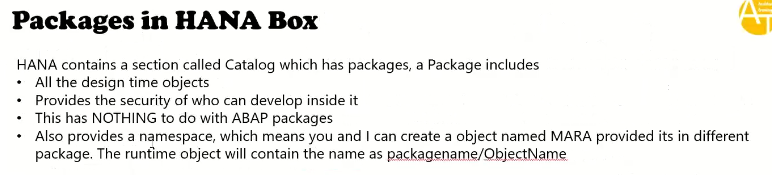 Packages in HANA Box
HANA contains a section called Catalog which has packages, a Package includes
• All the design time objects
• Provides the security of who can develop inside it
• This has NOTHING to do with ABAP packages
• Also provides a namespace, which means you and I can create a object named MARA provided its in different
package. The runtime object will contain the name as packagename/ObjectName